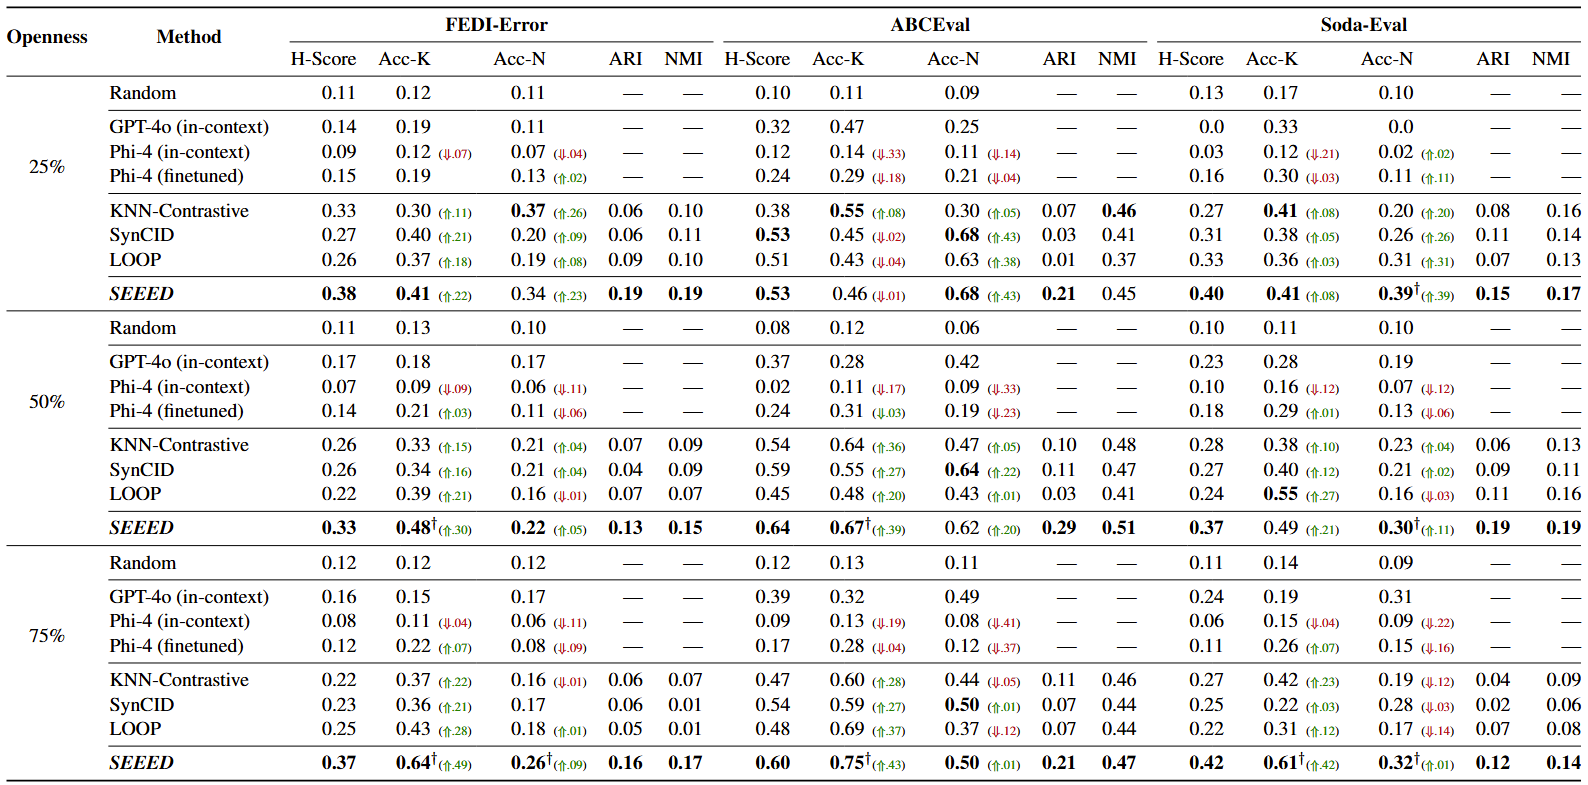 FEDI-Error ABCEval Soda-Eval
Openness Method
H-Score Acc-K Acc-N ARI NMI H-Score Acc-K Acc-N ARI NMI H-Score Acc-K Acc-N ARI NMI
Random 0.11 0.12 0.11 — — 0.10 0.11 0.09 — — 0.13 0.17 0.10 — —
GPT-4o (in-context) 0.14 0.19 0.11 — — 0.32 0.47 0.25 — — 0.0 0.33 0.0 — —
Phi-4 (in-context) 0.09 0.12 (⇓.07) 0.07 (⇓.04) — — 0.12 0.14 (⇓.33) 0.11 (⇓.14) — — 0.03 0.12 (⇓.21) 0.02 (⇑.02) — —
25%
Phi-4 (finetuned) 0.15 0.19 0.13 (⇑.02) — — 0.24 0.29 (⇓.18) 0.21 (⇓.04) — — 0.16 0.30 (⇓.03) 0.11 (⇑.11) — —
KNN-Contrastive 0.33 0.30 (⇑.11) 0.37 (⇑.26) 0.06 0.10 0.38 0.55 (⇑.08) 0.30 (⇑.05) 0.07 0.46 0.27 0.41 (⇑.08) 0.20 (⇑.20) 0.08 0.16
SynCID 0.27 0.40 (⇑.21) 0.20 (⇑.09) 0.06 0.11 0.53 0.45 (⇓.02) 0.68 (⇑.43) 0.03 0.41 0.31 0.38 (⇑.05) 0.26 (⇑.26) 0.11 0.14
LOOP 0.26 0.37 (⇑.18) 0.19 (⇑.08) 0.09 0.10 0.51 0.43 (⇓.04) 0.63 (⇑.38) 0.01 0.37 0.33 0.36 (⇑.03) 0.31 (⇑.31) 0.07 0.13
SEEED 0.38 0.41 (⇑.22) 0.34 (⇑.23) 0.19 0.19 0.53 0.46 (⇓.01) 0.68 (⇑.43) 0.21 0.45 0.40 0.41 (⇑.08) 0.39†(⇑.39) 0.15 0.17
Random 0.11 0.13 0.10 — — 0.08 0.12 0.06 — — 0.10 0.11 0.10 — —
GPT-4o (in-context) 0.17 0.18 0.17 — — 0.37 0.28 0.42 — — 0.23 0.28 0.19 — —
Phi-4 (in-context) 0.07 0.09 (⇓.09) 0.06 (⇓.11) — — 0.02 0.11 (⇓.17) 0.09 (⇓.33) — — 0.10 0.16 (⇓.12) 0.07 (⇓.12) — —
50%
Phi-4 (finetuned) 0.14 0.21 (⇑.03) 0.11 (⇓.06) — — 0.24 0.31 (⇓.03) 0.19 (⇓.23) — — 0.18 0.29 (⇑.01) 0.13 (⇓.06) — —
KNN-Contrastive 0.26 0.33 (⇑.15) 0.21 (⇑.04) 0.07 0.09 0.54 0.64 (⇑.36) 0.47 (⇑.05) 0.10 0.48 0.28 0.38 (⇑.10) 0.23 (⇑.04) 0.06 0.13
SynCID 0.26 0.34 (⇑.16) 0.21 (⇑.04) 0.04 0.09 0.59 0.55 (⇑.27) 0.64 (⇑.22) 0.11 0.47 0.27 0.40 (⇑.12) 0.21 (⇑.02) 0.09 0.11
LOOP 0.22 0.39 (⇑.21) 0.16 (⇓.01) 0.07 0.07 0.45 0.48 (⇑.20) 0.43 (⇑.01) 0.03 0.41 0.24 0.55 (⇑.27) 0.16 (⇓.03) 0.11 0.16
SEEED 0.33 0.48†(⇑.30) 0.22 (⇑.05) 0.13 0.15 0.64 0.67†(⇑.39) 0.62 (⇑.20) 0.29 0.51 0.37 0.49 (⇑.21) 0.30†(⇑.11) 0.19 0.19
Random 0.12 0.12 0.12 — — 0.12 0.13 0.11 — — 0.11 0.14 0.09 — —
GPT-4o (in-context) 0.16 0.15 0.17 — — 0.39 0.32 0.49 — — 0.24 0.19 0.31 — —
Phi-4 (in-context) 0.08 0.11 (⇓.04) 0.06 (⇓.11) — — 0.09 0.13 (⇓.19) 0.08 (⇓.41) — — 0.06 0.15 (⇓.04) 0.09 (⇓.22) — —
75%
Phi-4 (finetuned) 0.12 0.22 (⇑.07) 0.08 (⇓.09) — — 0.17 0.28 (⇓.04) 0.12 (⇓.37) — — 0.11 0.26 (⇑.07) 0.15 (⇓.16) — —
KNN-Contrastive 0.22 0.37 (⇑.22) 0.16 (⇓.01) 0.06 0.07 0.47 0.60 (⇑.28) 0.44 (⇓.05) 0.11 0.46 0.27 0.42 (⇑.23) 0.19 (⇓.12) 0.04 0.09
SynCID 0.23 0.36 (⇑.21) 0.17 0.06 0.01 0.54 0.59 (⇑.27) 0.50 (⇑.01) 0.07 0.44 0.25 0.22 (⇑.03) 0.28 (⇓.03) 0.02 0.06
LOOP 0.25 0.43 (⇑.28) 0.18 (⇑.01) 0.05 0.01 0.48 0.69 (⇑.37) 0.37 (⇓.12) 0.07 0.44 0.22 0.31 (⇑.12) 0.17 (⇓.14) 0.07 0.08
SEEED 0.37 0.64†(⇑.49) 0.26†(⇑.09) 0.16 0.17 0.60 0.75†(⇑.43) 0.50 (⇑.01) 0.21 0.47 0.42 0.61†(⇑.42) 0.32†(⇑.01) 0.12 0.14